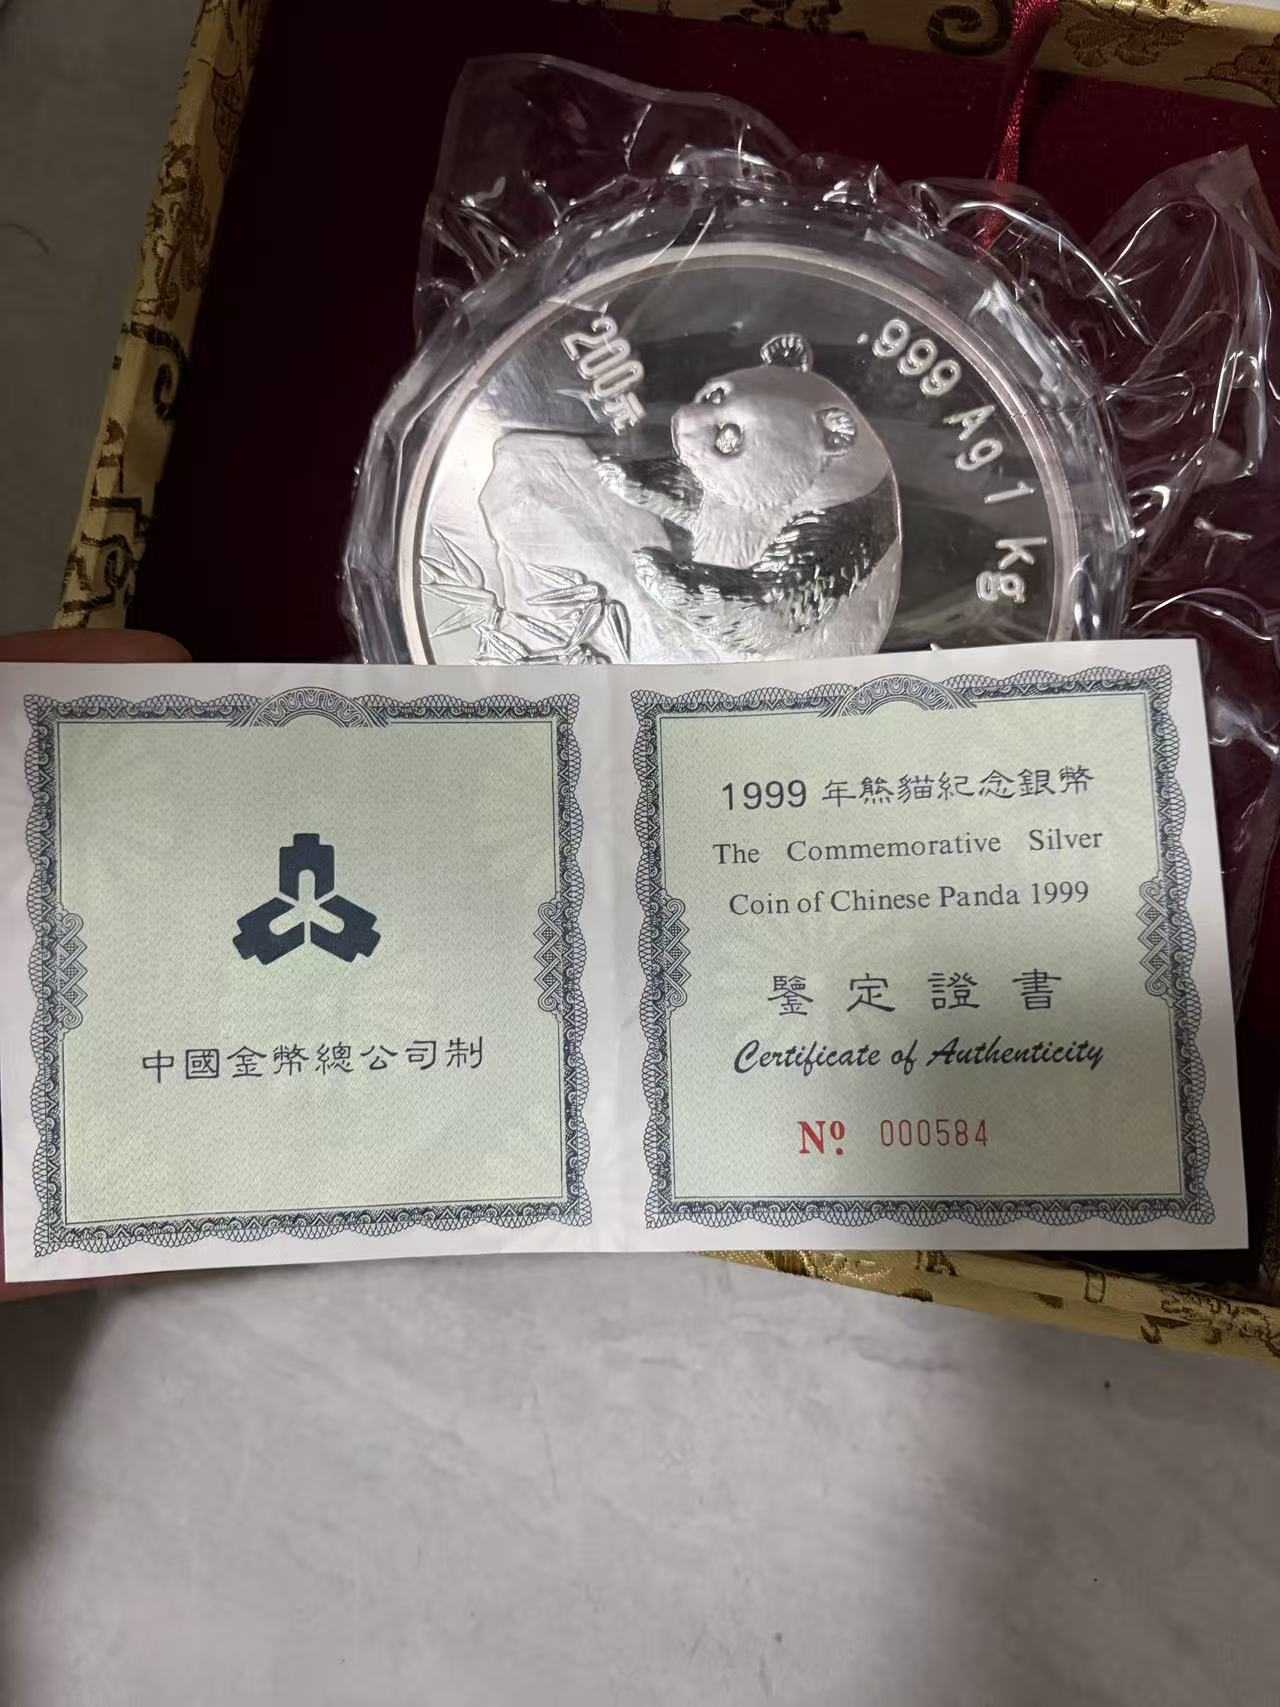 200元
.999 Ag 1 kg
中國金幣總公司制
1999 年熊貓紀念銀幣
The Commemorative Silver
Coin of Chinese Panda 1999
鑒定證書
Certificate of Authenticity
Nº. 000584